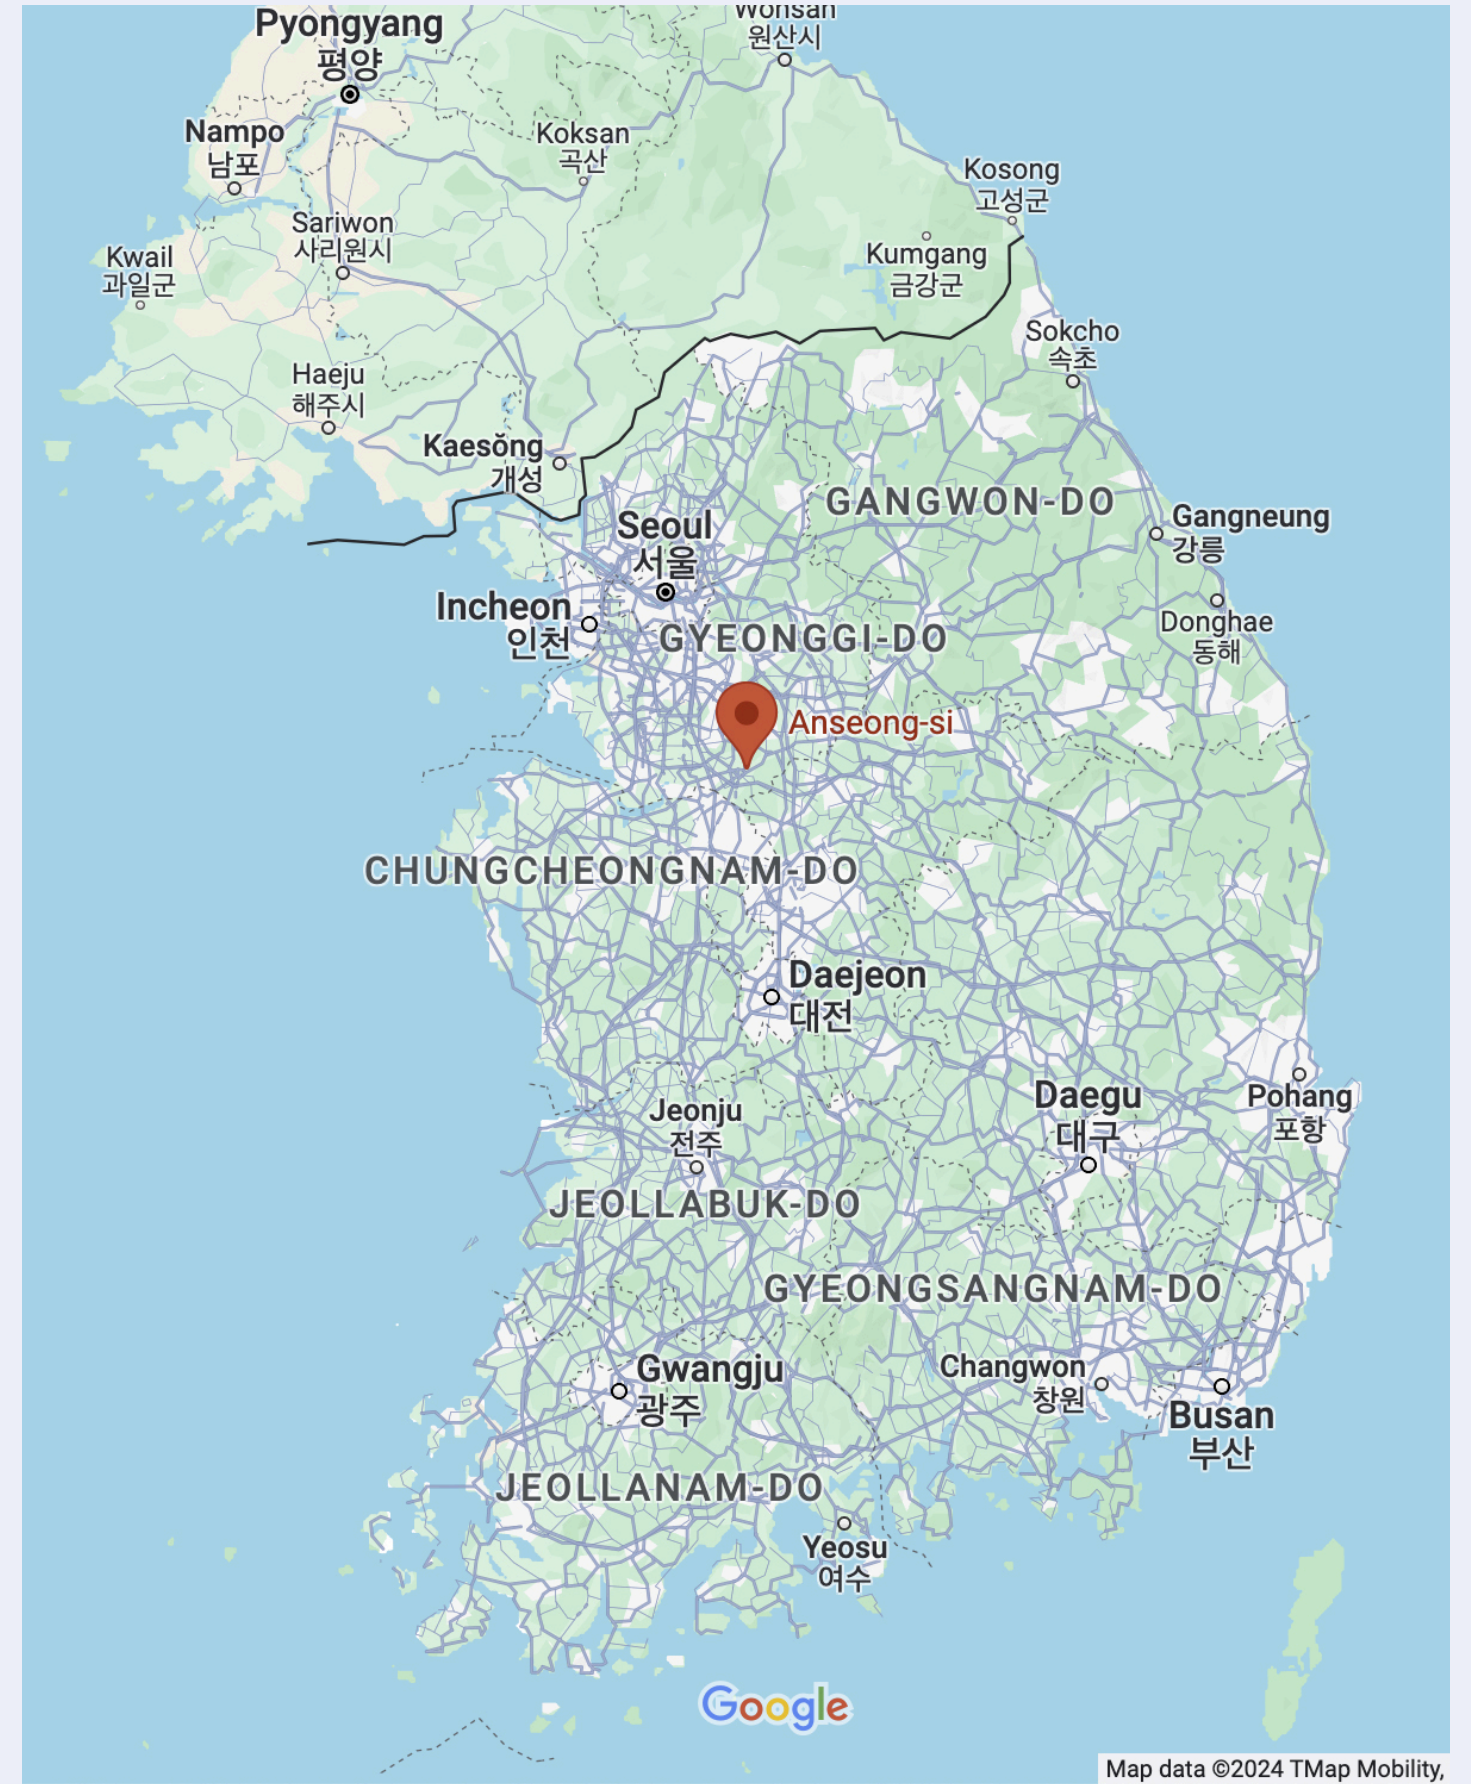 Pyongyang
평양
Wonsan
원산시
Nampo
남포
Koksan
곡산
Kosong
고성군
Sariwon
사리원시
Kwail
과일군
Kumgang
금강군
Sokcho
속초
Haeju
해주시
Kaesŏng
개성
GANGWON-DO
Seoul
서울
Gangneung
강릉
Incheon
인천
GYEONGGI-DO
Donghae
동해
Anseong-si
CHUNGCHEONGNAM-DO
Daejeon
대전
Daegu
대구
Pohang
포항
Jeonju
전주
JEOLLABUK-DO
GYEONGSANGNAM-DO
Gwangju
광주
Changwon
창원
Busan
부산
JEOLLANAM-DO
Yeosu
여수
Google
Map data ©2024 TMap Mobility,